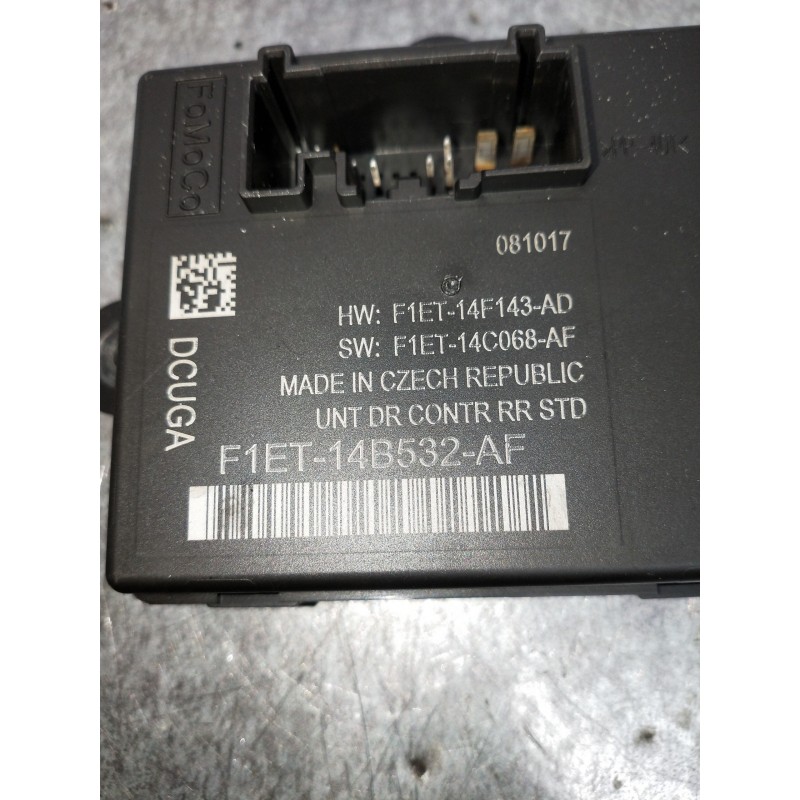 FoMoCo
081017
HW: F1ET-14F143-AD
SW: F1ET-14C068-AF
MADE IN CZECH REPUBLIC
UNT DR CONTR RR STD
DCUGA
F1ET-14B532-AF